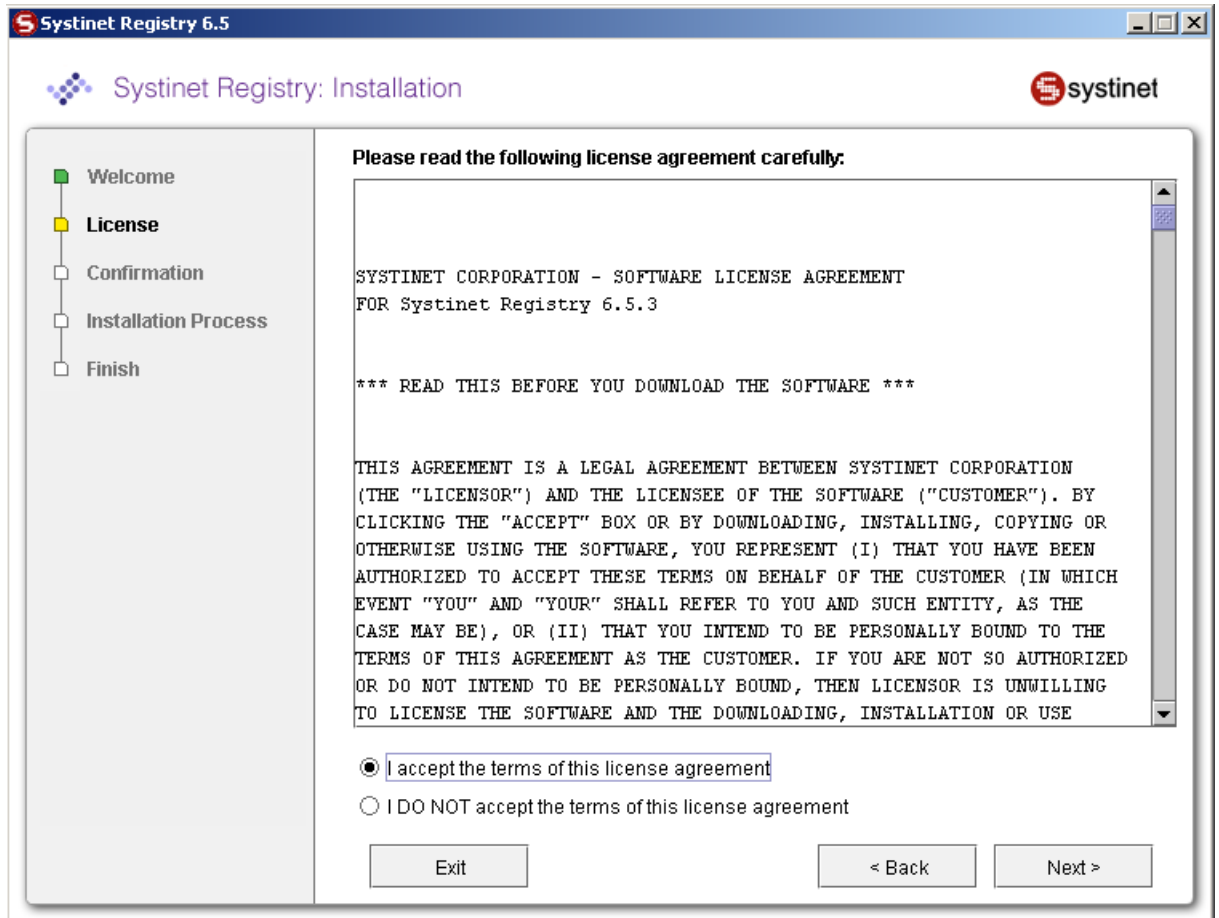 Systinet Registry 6.5
Systinet Registry: Installation
systinet
Welcome
License
Confirmation
Installation Process
Finish
Please read the following license agreement carefully:
SYSTINET CORPORATION - SOFTWARE LICENSE AGREEMENT
FOR Systinet Registry 6.5.3
*** READ THIS BEFORE YOU DOWNLOAD THE SOFTWARE ***
THIS AGREEMENT IS A LEGAL AGREEMENT BETWEEN SYSTINET CORPORATION
(THE "LICENSOR") AND THE LICENSEE OF THE SOFTWARE ("CUSTOMER"). BY
CLICKING THE "ACCEPT" BOX OR BY DOWNLOADING, INSTALLING, COPYING OR
OTHERWISE USING THE SOFTWARE, YOU REPRESENT (I) THAT YOU HAVE BEEN
AUTHORIZED TO ACCEPT THESE TERMS ON BEHALF OF THE CUSTOMER (IN WHICH
EVENT "YOU" AND "YOUR" SHALL REFER TO YOU AND SUCH ENTITY, AS THE
CASE MAY BE), OR (II) THAT YOU INTEND TO BE PERSONALLY BOUND TO THE
TERMS OF THIS AGREEMENT AS THE CUSTOMER. IF YOU ARE NOT SO AUTHORIZED
OR DO NOT INTEND TO BE PERSONALLY BOUND, THEN LICENSOR IS UNWILLING
TO LICENSE THE SOFTWARE AND THE DOWNLOADING, INSTALLATION OR USE
I accept the terms of this license agreement
I DO NOT accept the terms of this license agreement
Exit
< Back
Next >